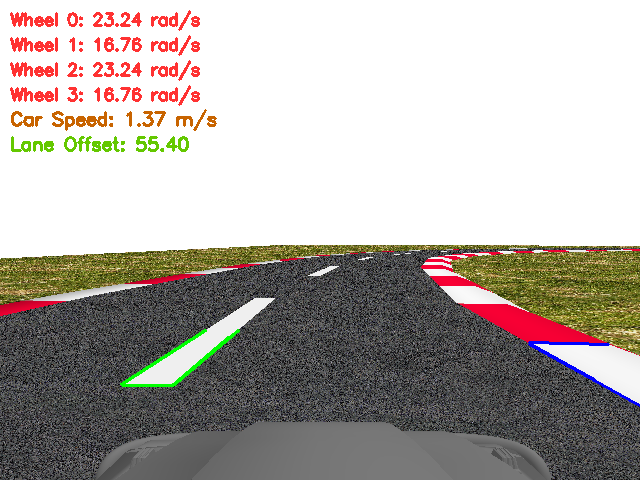 Wheel 0: 23.24 rad/s
Wheel 1: 16.76 rad/s
Wheel 2: 23.24 rad/s
Wheel 3: 16.76 rad/s
Car Speed: 1.37 m/s
Lane Offset: 55.40